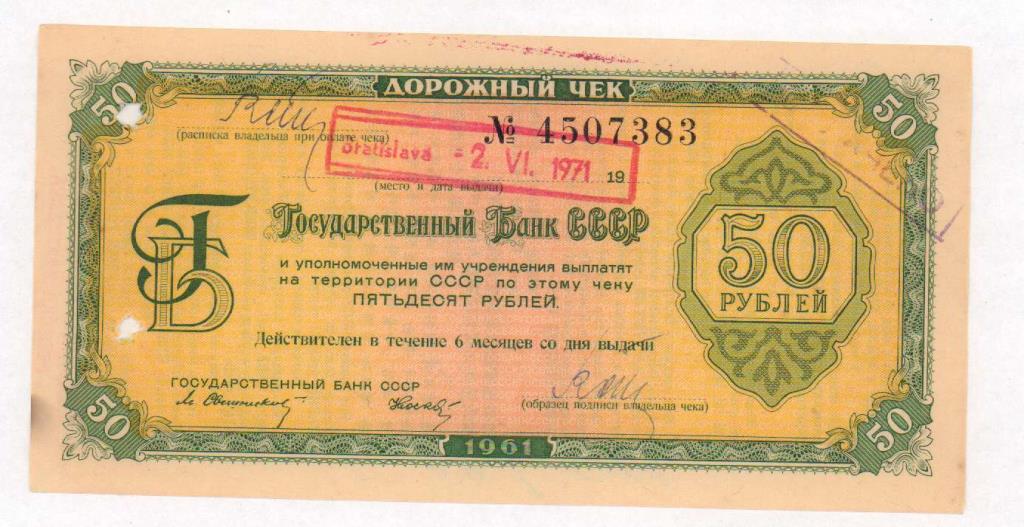 ДОРОЖНЫЙ ЧЕК
50
50
(расписка владельца при оплате чека)
№ 4507383
Bratislava - 2. VI. 1971
19
(место и дата выдачи)
Государственный Банк СССР
и уполномоченные им учреждения выплатят
на территории СССР по этому чеку
ПЯТЬДЕСЯТ РУБЛЕЙ.
50
РУБЛЕЙ
ГБ
Действителен в течение 6 месяцев со дня выдачи
ГОСУДАРСТВЕННЫЙ БАНК СССР
(образец подписи владельца чека)
50
1961
50